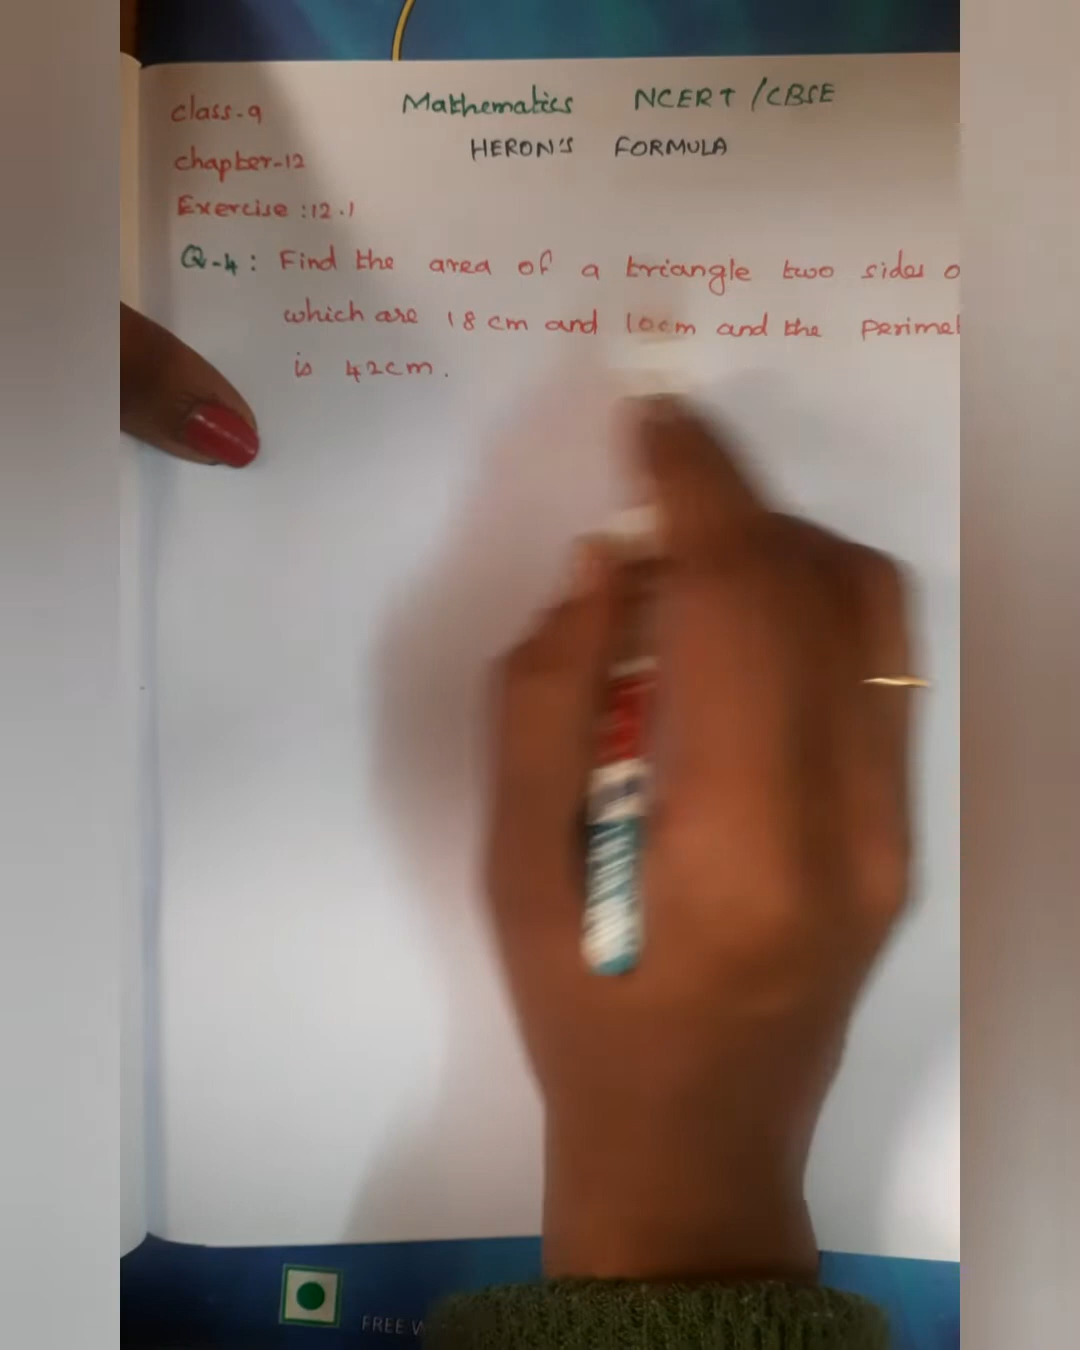 class-9 Mathematics NCERT /CBSE
chapter-12 HERON'S FORMULA
Exercise :12.1
Q-4: Find the area of a triangle two sides o
which are 18 cm and 10cm and the perimet
is 42cm.
FREE